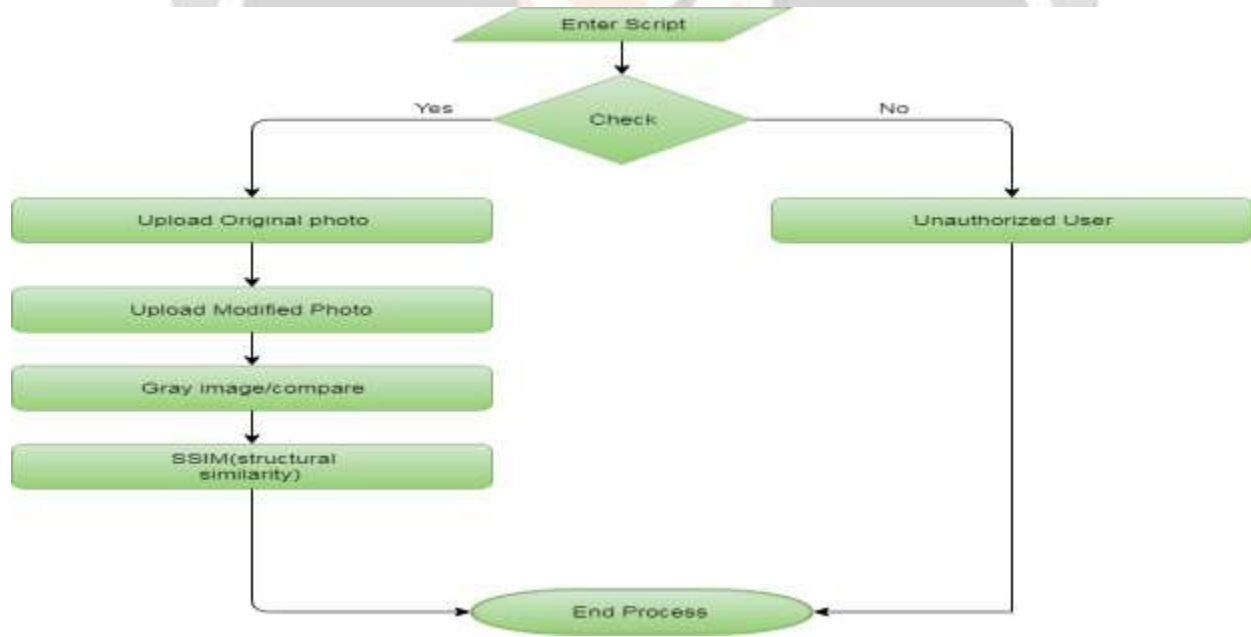 Enter Script
Check
Yes
No
Upload Original photo
Unauthorized User
Upload Modified Photo
Gray image/compare
SSIM(structural
similarity)
End Process